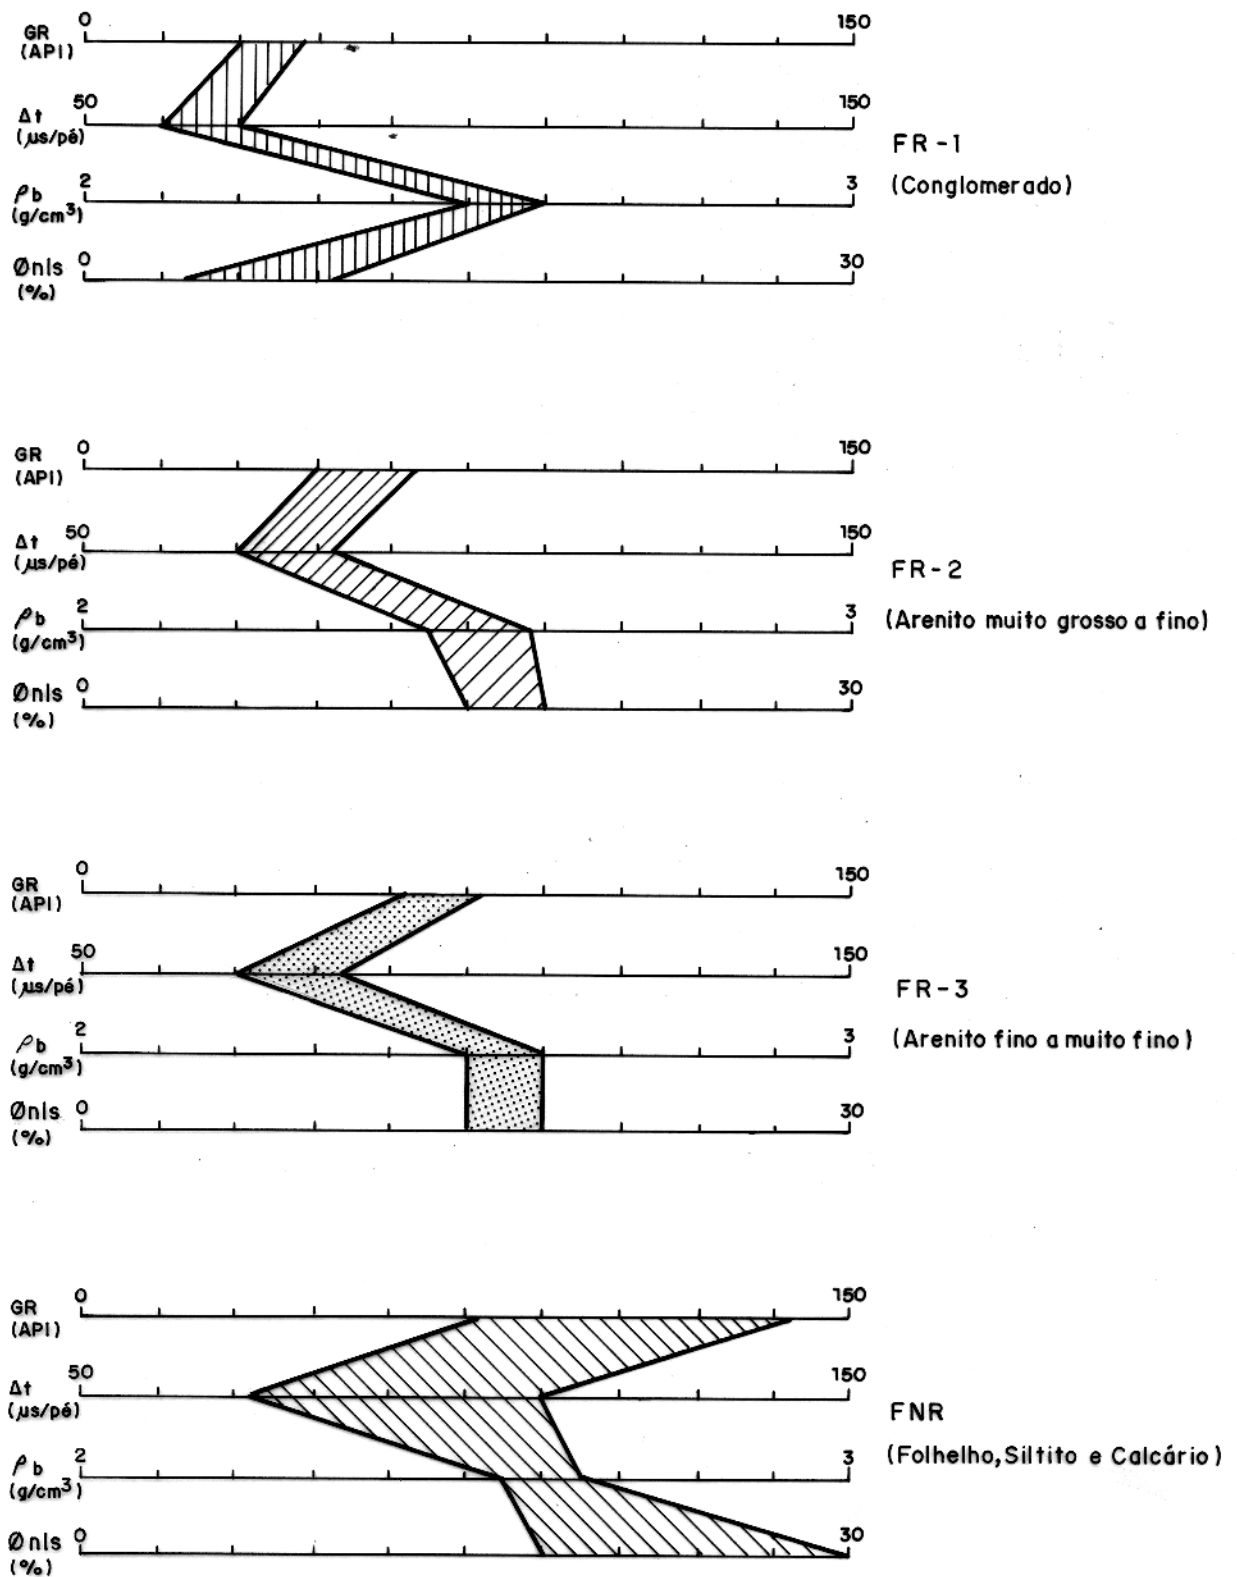 GR 0 150
(API)
Δt 50 150
(µs/pé)
ρb 2 3
(g/cm³)
Ønls 0 30
(%)
FR-1
(Conglomerado)
GR 0 150
(API)
Δt 50 150
(µs/pé)
ρb 2 3
(g/cm³)
Ønls 0 30
(%)
FR-2
(Arenito muito grosso a fino)
GR 0 150
(API)
Δt 50 150
(µs/pé)
ρb 2 3
(g/cm³)
Ønls 0 30
(%)
FR-3
(Arenito fino a muito fino)
GR 0 150
(API)
Δt 50 150
(µs/pé)
ρb 2 3
(g/cm³)
Ønls 0 30
(%)
FNR
(Folhelho, Siltito e Calcário)